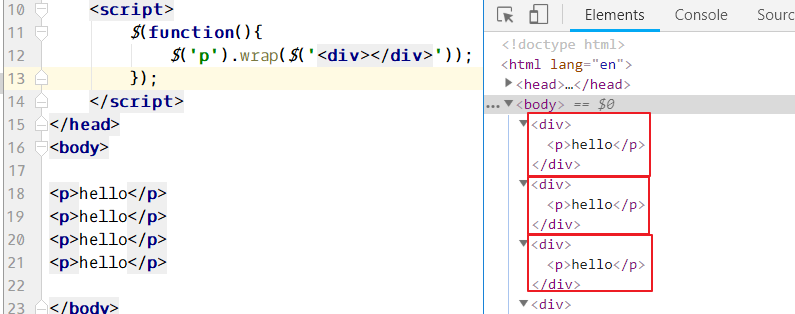 10 <script>
11 $(function(){
12 $('p').wrap($('<div></div>'));
13 });
14 </script>
15 </head>
16 <body>
17
18 <p>hello</p>
19 <p>hello</p>
20 <p>hello</p>
21 <p>hello</p>
22
23 </body>
Elements Console Sourc
<!doctype html>
<html lang="en">
<head>…</head>
… <body> == $0
<div>
<p>hello</p>
</div>
<div>
<p>hello</p>
</div>
<div>
<p>hello</p>
</div>
<div>